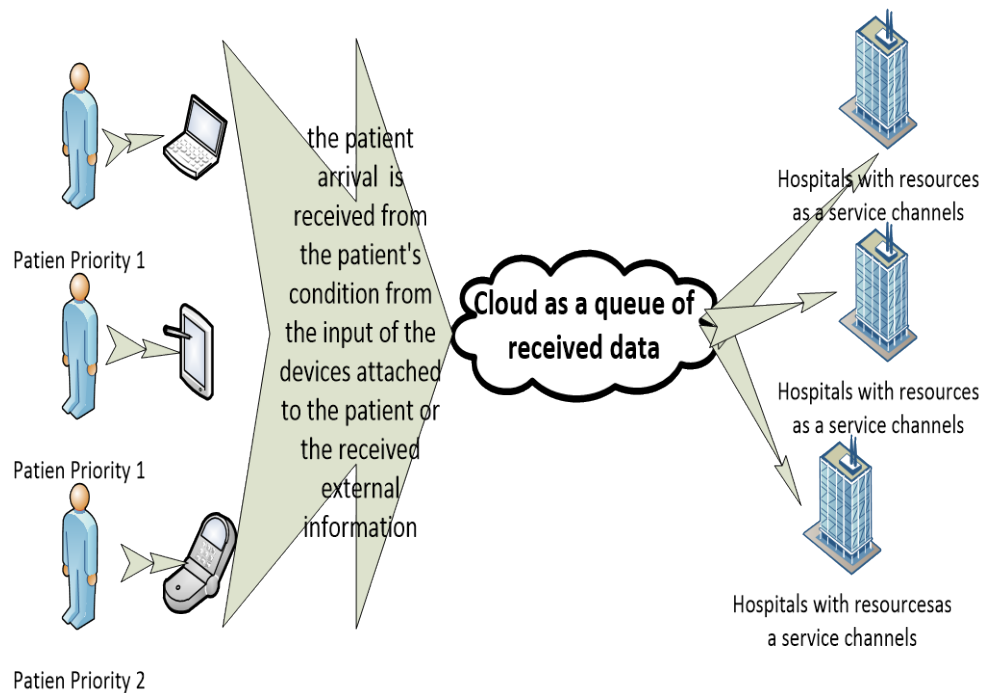 Patien Priority 1
Patien Priority 1
Patien Priority 2
the patient
arrival is
received from
the patient's
condition from
the input of the
devices attached
to the patient or
the received
external
information
Cloud as a queue of
received data
Hospitals with resources
as a service channels
Hospitals with resources
as a service channels
Hospitals with resourcesas
a service channels